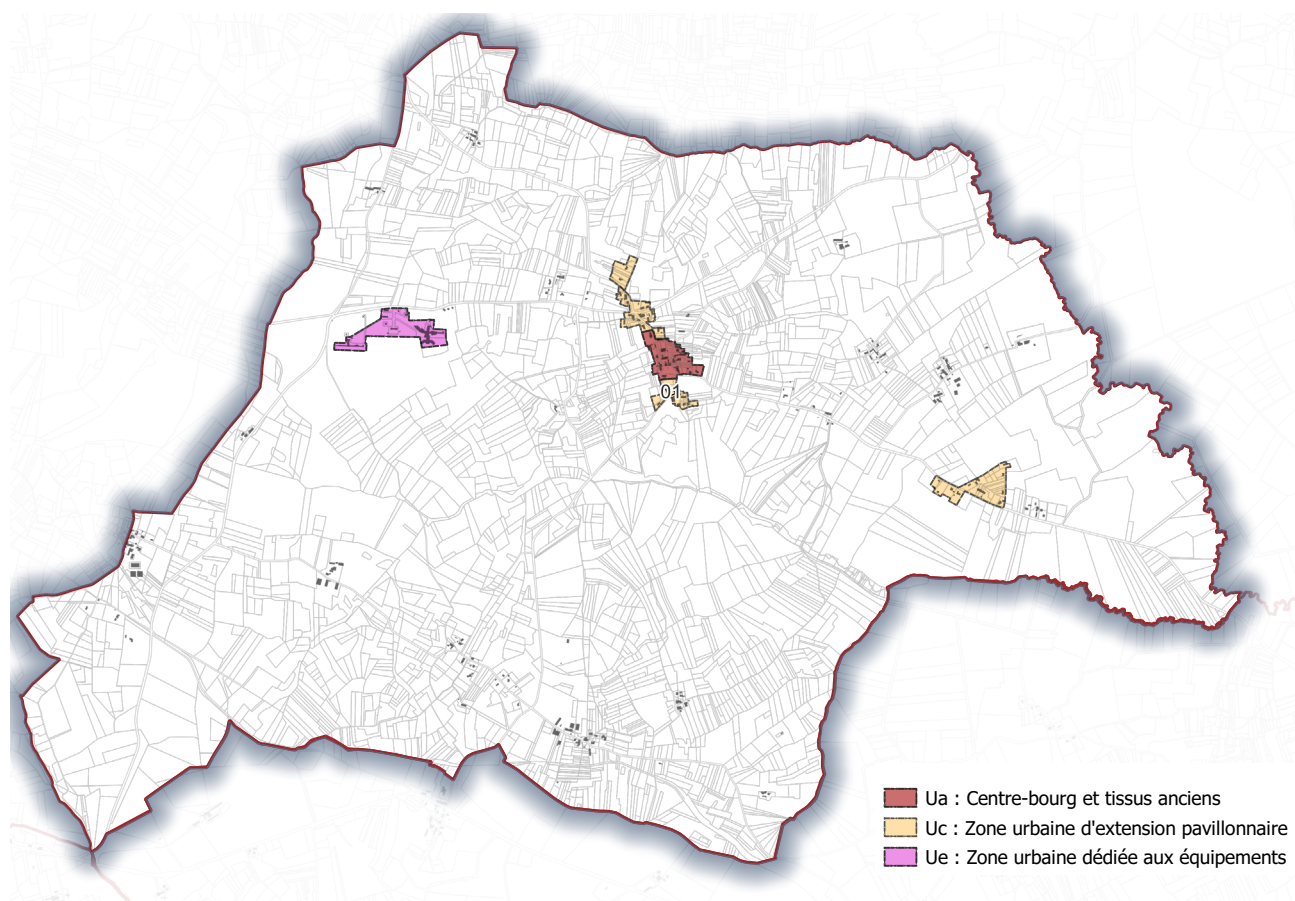 01
Ua : Centre-bourg et tissus anciens
Uc : Zone urbaine d'extension pavillonnaire
Ue : Zone urbaine dédiée aux équipements